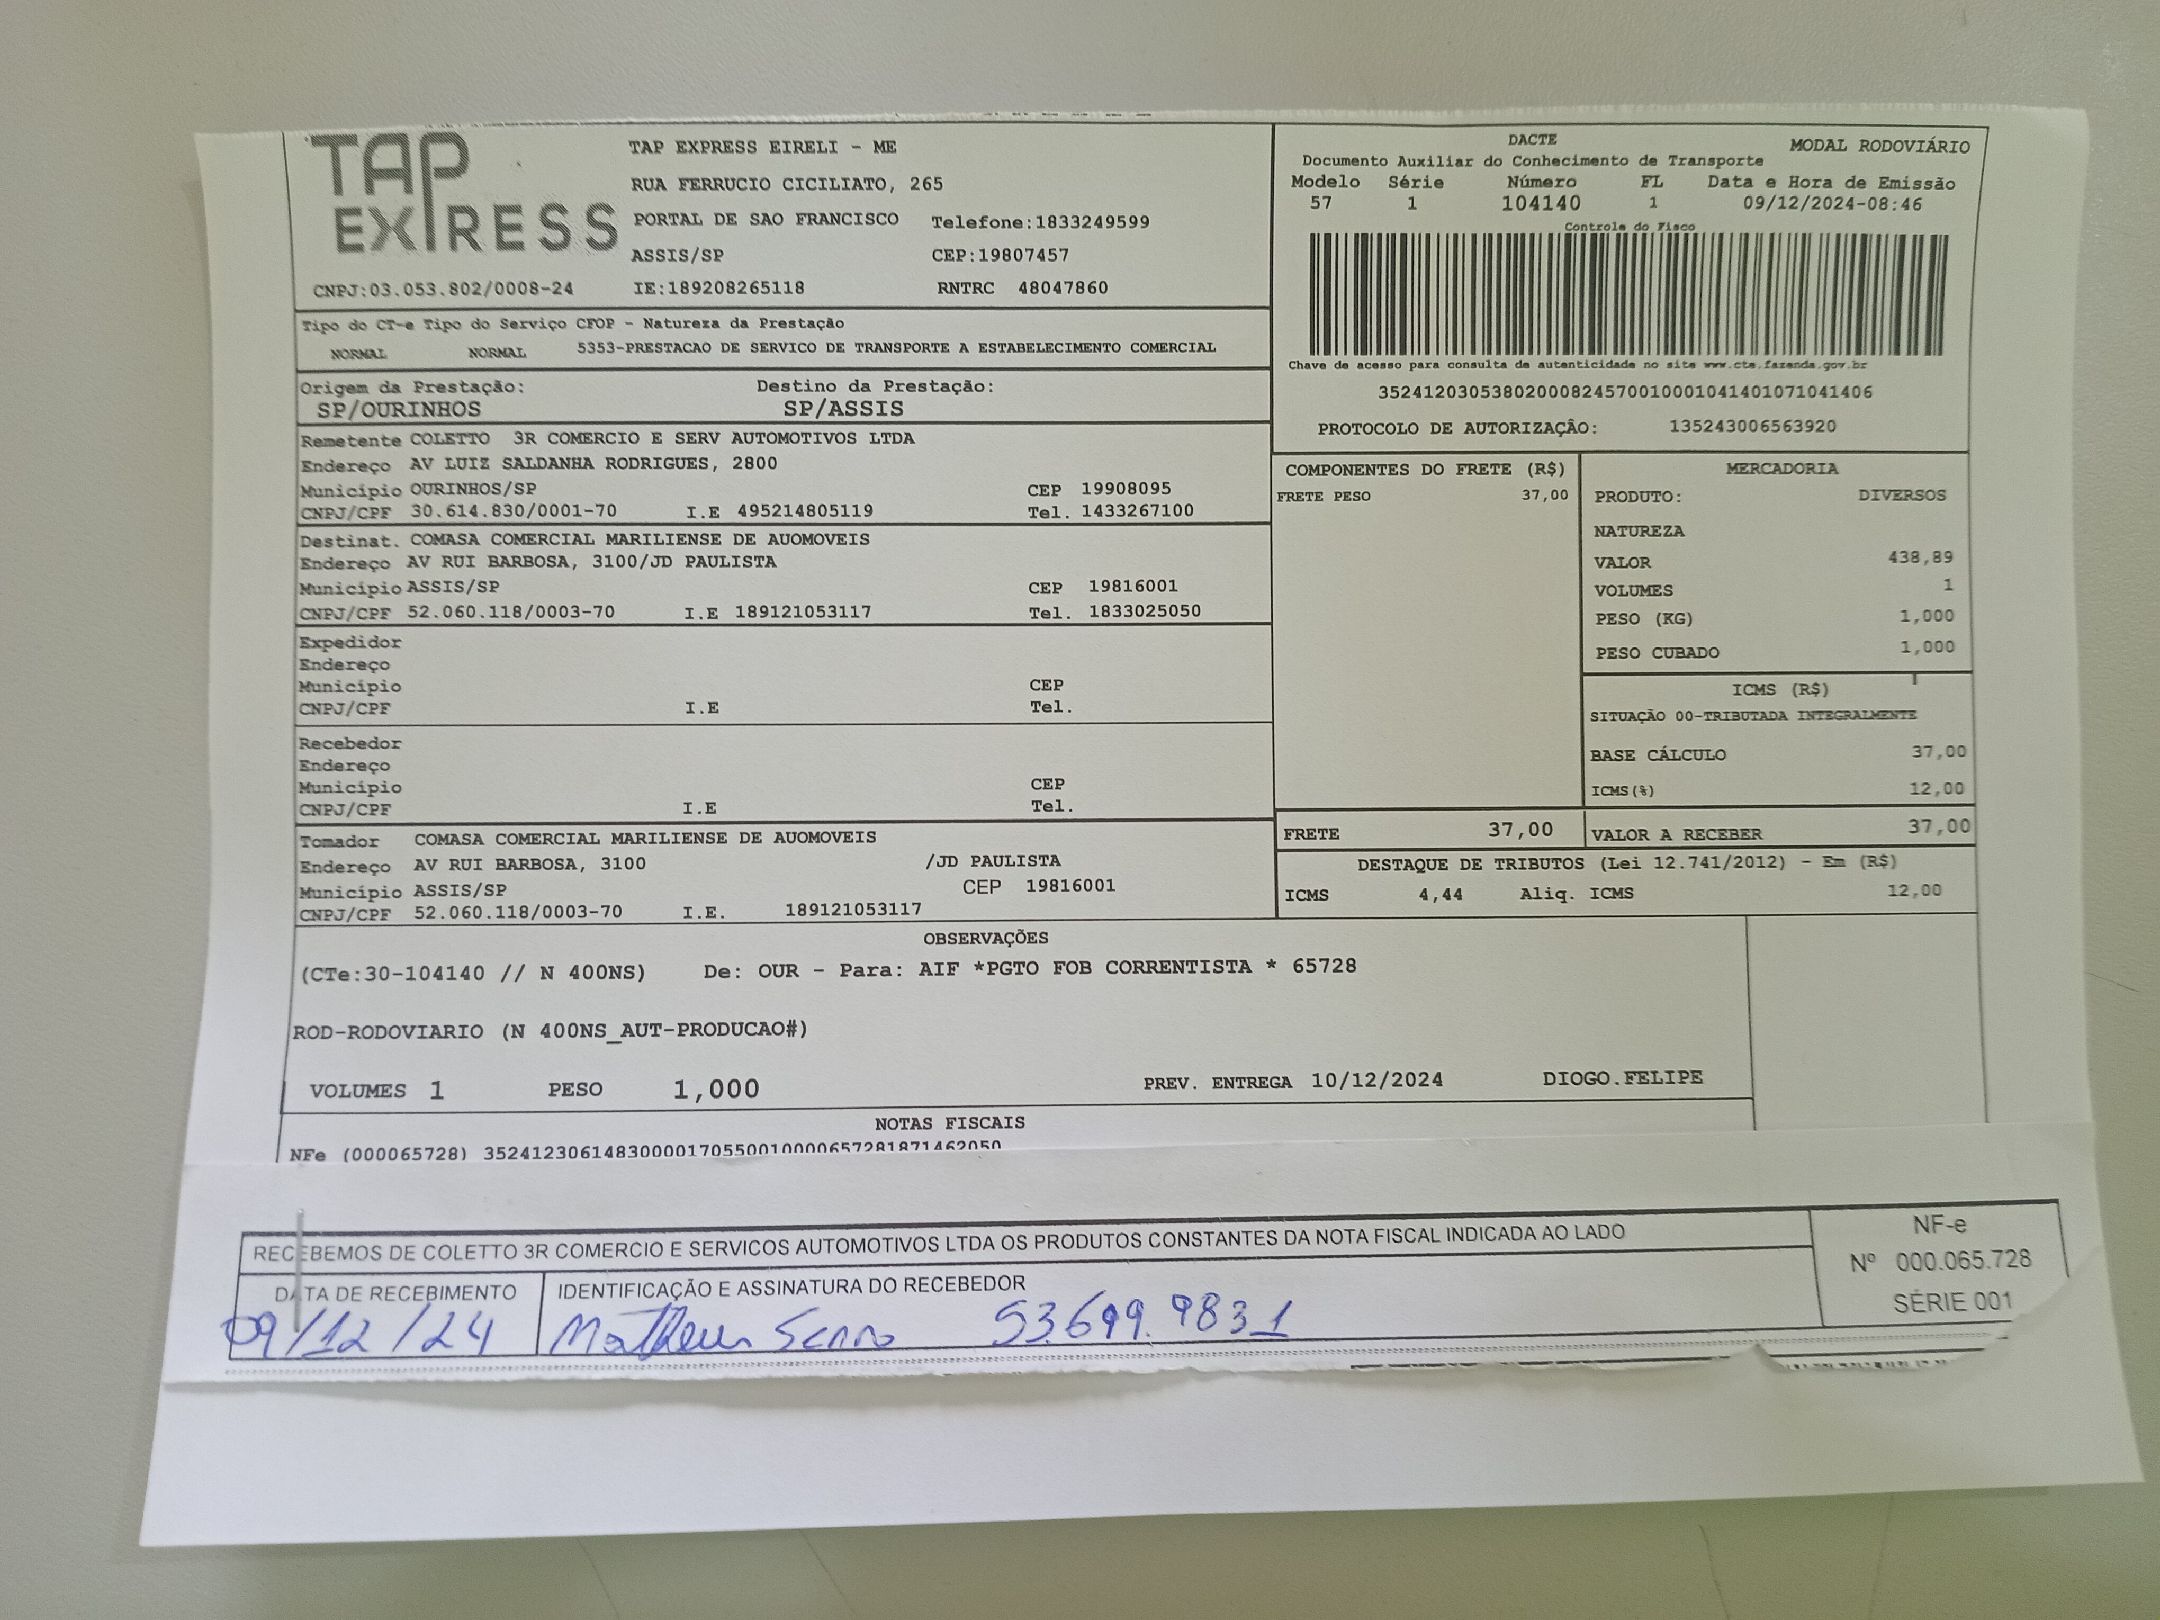 TAP EXPRESS
TAP EXPRESS EIRELI - ME
RUA FERRUCIO CICILIATO, 265
PORTAL DE SAO FRANCISCO Telefone:1833249599
ASSIS/SP CEP:19807457
CNPJ:03.053.802/0008-24 IE:189208265118 RNTRC 48047860
DACTE MODAL RODOVIÁRIO
Documento Auxiliar do Conhecimento de Transporte
Modelo Série Número FL Data e Hora de Emissão
57 1 104140 1 09/12/2024-08:46
Controle do Fisco
Chave de acesso para consulta de autenticidade no site www.cte.fazenda.gov.br
35241203053802000824570010001041401071041406
PROTOCOLO DE AUTORIZAÇÃO: 135243006563920
Tipo do CT-e Tipo do Serviço CFOP - Natureza da Prestação
NORMAL NORMAL 5353-PRESTACAO DE SERVICO DE TRANSPORTE A ESTABELECIMENTO COMERCIAL
Origem da Prestação: Destino da Prestação:
SP/OURINHOS SP/ASSIS
Remetente COLETTO 3R COMERCIO E SERV AUTOMOTIVOS LTDA
Endereço AV LUIZ SALDANHA RODRIGUES, 2800
Município OURINHOS/SP CEP 19908095
CNPJ/CPF 30.614.830/0001-70 I.E 495214805119 Tel. 1433267100
Destinat. COMASA COMERCIAL MARILIENSE DE AUOMOVEIS
Endereço AV RUI BARBOSA, 3100/JD PAULISTA
Município ASSIS/SP CEP 19816001
CNPJ/CPF 52.060.118/0003-70 I.E 189121053117 Tel. 1833025050
Expedidor
Endereço
Município CEP
CNPJ/CPF I.E Tel.
Recebedor
Endereço
Município CEP
CNPJ/CPF I.E Tel.
Tomador COMASA COMERCIAL MARILIENSE DE AUOMOVEIS
Endereço AV RUI BARBOSA, 3100 /JD PAULISTA
Município ASSIS/SP CEP 19816001
CNPJ/CPF 52.060.118/0003-70 I.E. 189121053117
COMPONENTES DO FRETE (R$)
FRETE PESO 37,00
MERCADORIA
PRODUTO: DIVERSOS
NATUREZA
VALOR 438,89
VOLUMES 1
PESO (KG) 1,000
PESO CUBADO 1,000
ICMS (R$)
SITUAÇÃO 00-TRIBUTADA INTEGRALMENTE
BASE CÁLCULO 37,00
ICMS(%) 12,00
FRETE 37,00 VALOR A RECEBER 37,00
DESTAQUE DE TRIBUTOS (Lei 12.741/2012) - Em (R$)
ICMS 4,44 Aliq. ICMS 12,00
OBSERVAÇÕES
(CTe:30-104140 // N 400NS) De: OUR - Para: AIF *PGTO FOB CORRENTISTA * 65728
ROD-RODOVIARIO (N 400NS_AUT-PRODUCAO#)
VOLUMES 1 PESO 1,000 PREV. ENTREGA 10/12/2024 DIOGO.FELIPE
NOTAS FISCAIS
NFe (000065728) 35241230614830000170550010000657281871462050
RECEBEMOS DE COLETTO 3R COMERCIO E SERVICOS AUTOMOTIVOS LTDA OS PRODUTOS CONSTANTES DA NOTA FISCAL INDICADA AO LADO
DATA DE RECEBIMENTO IDENTIFICAÇÃO E ASSINATURA DO RECEBEDOR
09/12/24 Matheus 53.699.9831
NF-e
Nº 000.065.728
SÉRIE 001